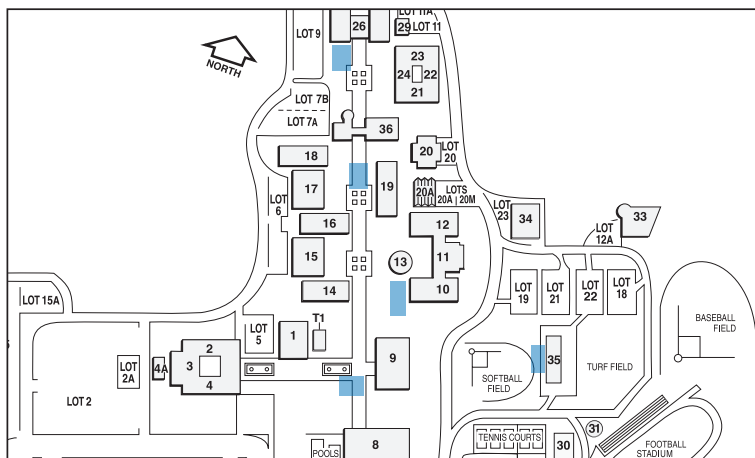 LOT 11A
26
29 LOT 11
LOT 9
NORTH
23
24 22
21
LOT 7B
LOT 7A
36
18
20
LOT
20
17
19
LOT
6
20A
LOTS
20A 20M
16
12
LOT
23
34
33
LOT
12A
15
13
11
14
10
LOT
19
LOT
21
LOT
22
LOT
18
LOT 15A
T1
LOT
5
1
BASEBALL
FIELD
2
3
4
4A
LOT
2A
9
35
TURF FIELD
SOFTBALL
FIELD
LOT 2
8
POOLS
TENNIS COURTS
30
31
FOOTBALL
STADIUM